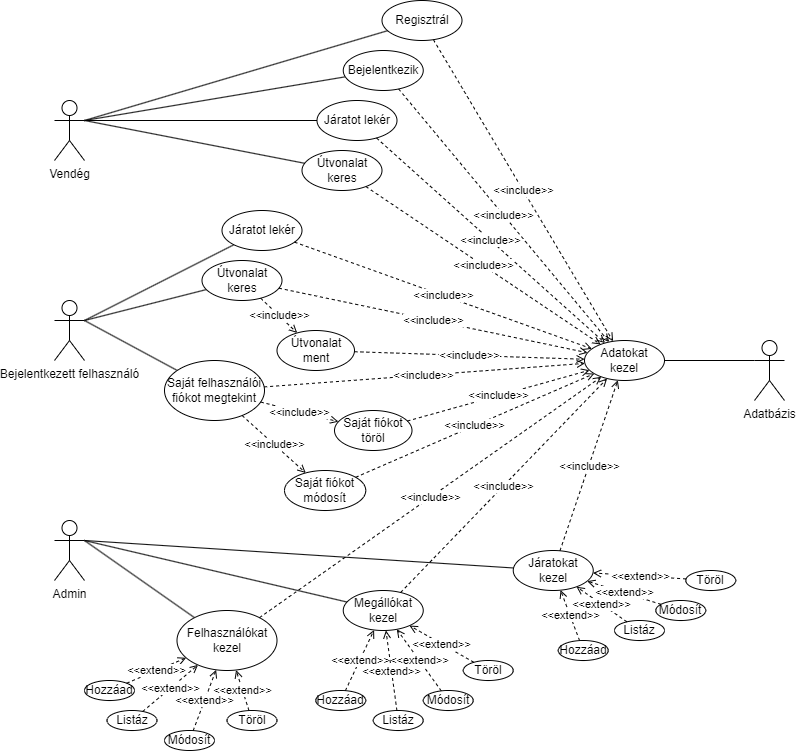 Regisztrál
Bejelentkezik
Járatot lekér
Útvonalat
keres
Vendég
<<include>>
<<include>>
<<include>>
<<include>>
Járatot lekér
Útvonalat
keres
<<include>>
<<include>>
<<include>>
Útvonalat
ment
<<include>>
Bejelentkezett felhasználó
Saját felhasználói
fiókot megtekint
<<include>>
<<include>>
<<include>>
Saját fiókot
töröl
<<include>>
<<include>>
Saját fiókot
módosít
Adatokat
kezel
Adatbázis
<<include>>
<<include>>
<<include>>
Admin
Járatokat
kezel
<<extend>>
Töröl
<<extend>>
Módosít
<<extend>>
Listáz
<<extend>>
Hozzáad
Megállókat
kezel
<<extend>>
Töröl
<<extend>>
Módosít
<<extend>>
Listáz
<<extend>>
Hozzáad
Felhasználókat
kezel
<<extend>>
Hozzáad
<<extend>>
Listáz
<<extend>>
Módosít
<<extend>>
Töröl